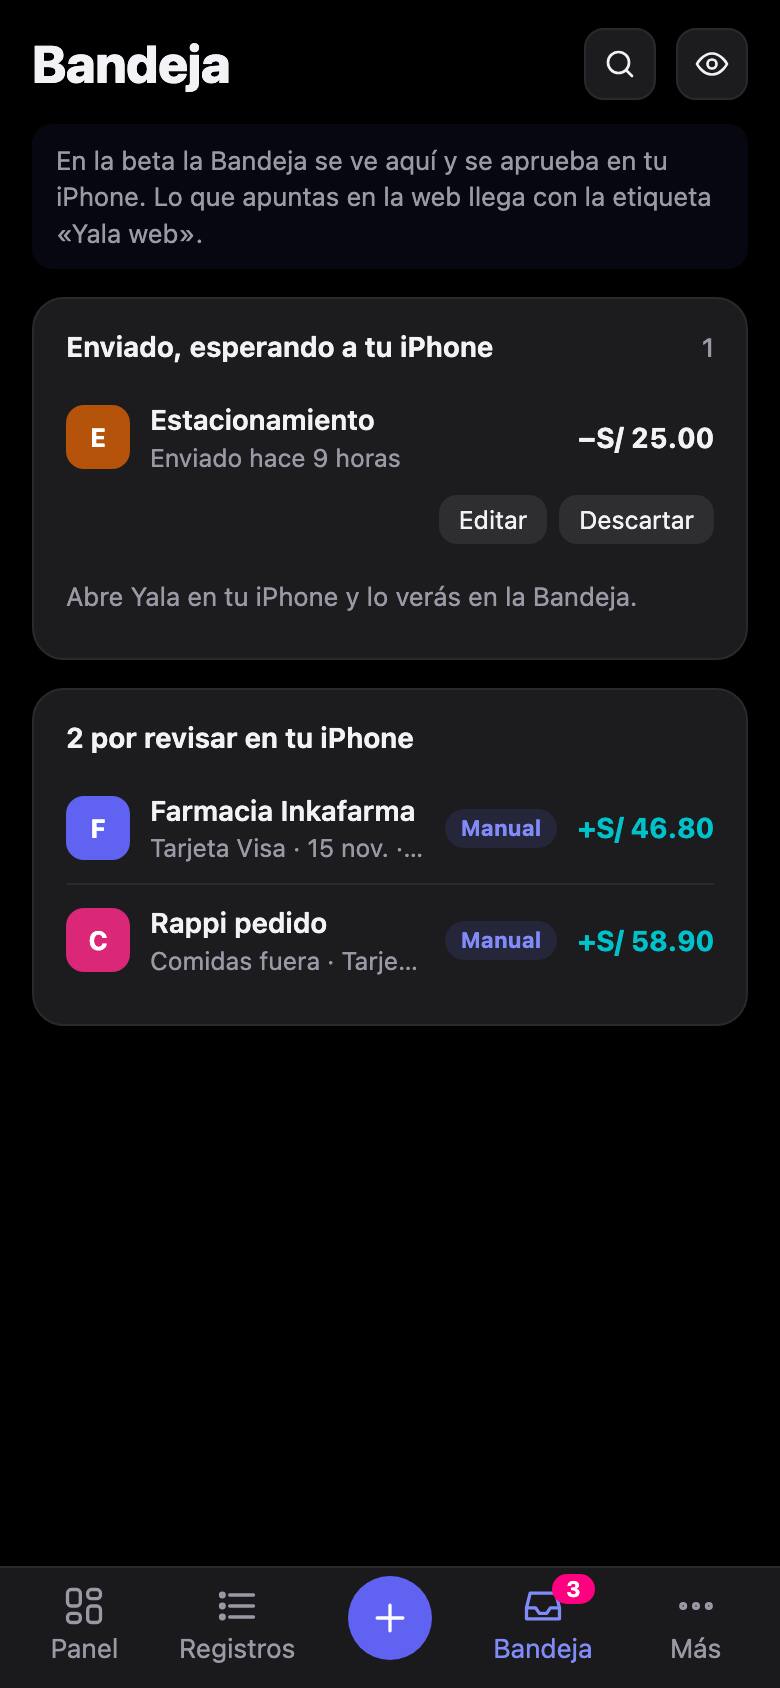 Bandeja
En la beta la Bandeja se ve aquí y se aprueba en tu
iPhone. Lo que apuntas en la web llega con la etiqueta
«Yala web».
Enviado, esperando a tu iPhone 1
E Estacionamiento –S/ 25.00
Enviado hace 9 horas
Editar Descartar
Abre Yala en tu iPhone y lo verás en la Bandeja.
2 por revisar en tu iPhone
F Farmacia Inkafarma Manual +S/ 46.80
Tarjeta Visa · 15 nov. ·...
C Rappi pedido Manual +S/ 58.90
Comidas fuera · Tarje...
3
Panel Registros Bandeja Más